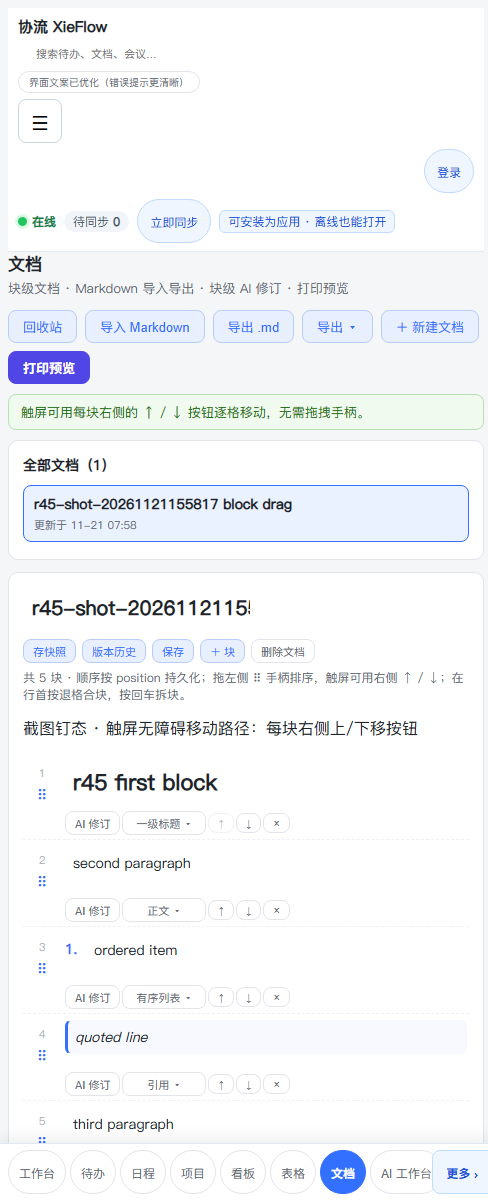 协流 XieFlow
搜索待办、文档、会议…
界面文案已优化（错误提示更清晰）
☰
登录
在线 待同步 0 立即同步 可安装为应用 · 离线也能打开
文档
块级文档 · Markdown 导入导出 · 块级 AI 修订 · 打印预览
回收站 导入 Markdown 导出 .md 导出 ▾ ＋ 新建文档
打印预览
触屏可用每块右侧的 ↑ / ↓ 按钮逐格移动，无需拖拽手柄。
全部文档（1）
r45-shot-20261121155817 block drag
更新于 11-21 07:58
r45-shot-2026112115
存快照 版本历史 保存 ＋ 块 删除文档
共 5 块 · 顺序按 position 持久化；拖左侧 ⠿ 手柄排序，触屏可用右侧 ↑ / ↓；在
行首按退格合块，按回车拆块。
截图钉态 · 触屏无障碍移动路径：每块右侧上/下移按钮
1
r45 first block
AI 修订 一级标题 ▾ ↑ ↓ ×
2
second paragraph
AI 修订 正文 ▾ ↑ ↓ ×
3
1. ordered item
AI 修订 有序列表 ▾ ↑ ↓ ×
4
quoted line
AI 修订 引用 ▾ ↑ ↓ ×
5
third paragraph
工作台 待办 日程 项目 看板 表格 文档 AI 工作台 更多 ›